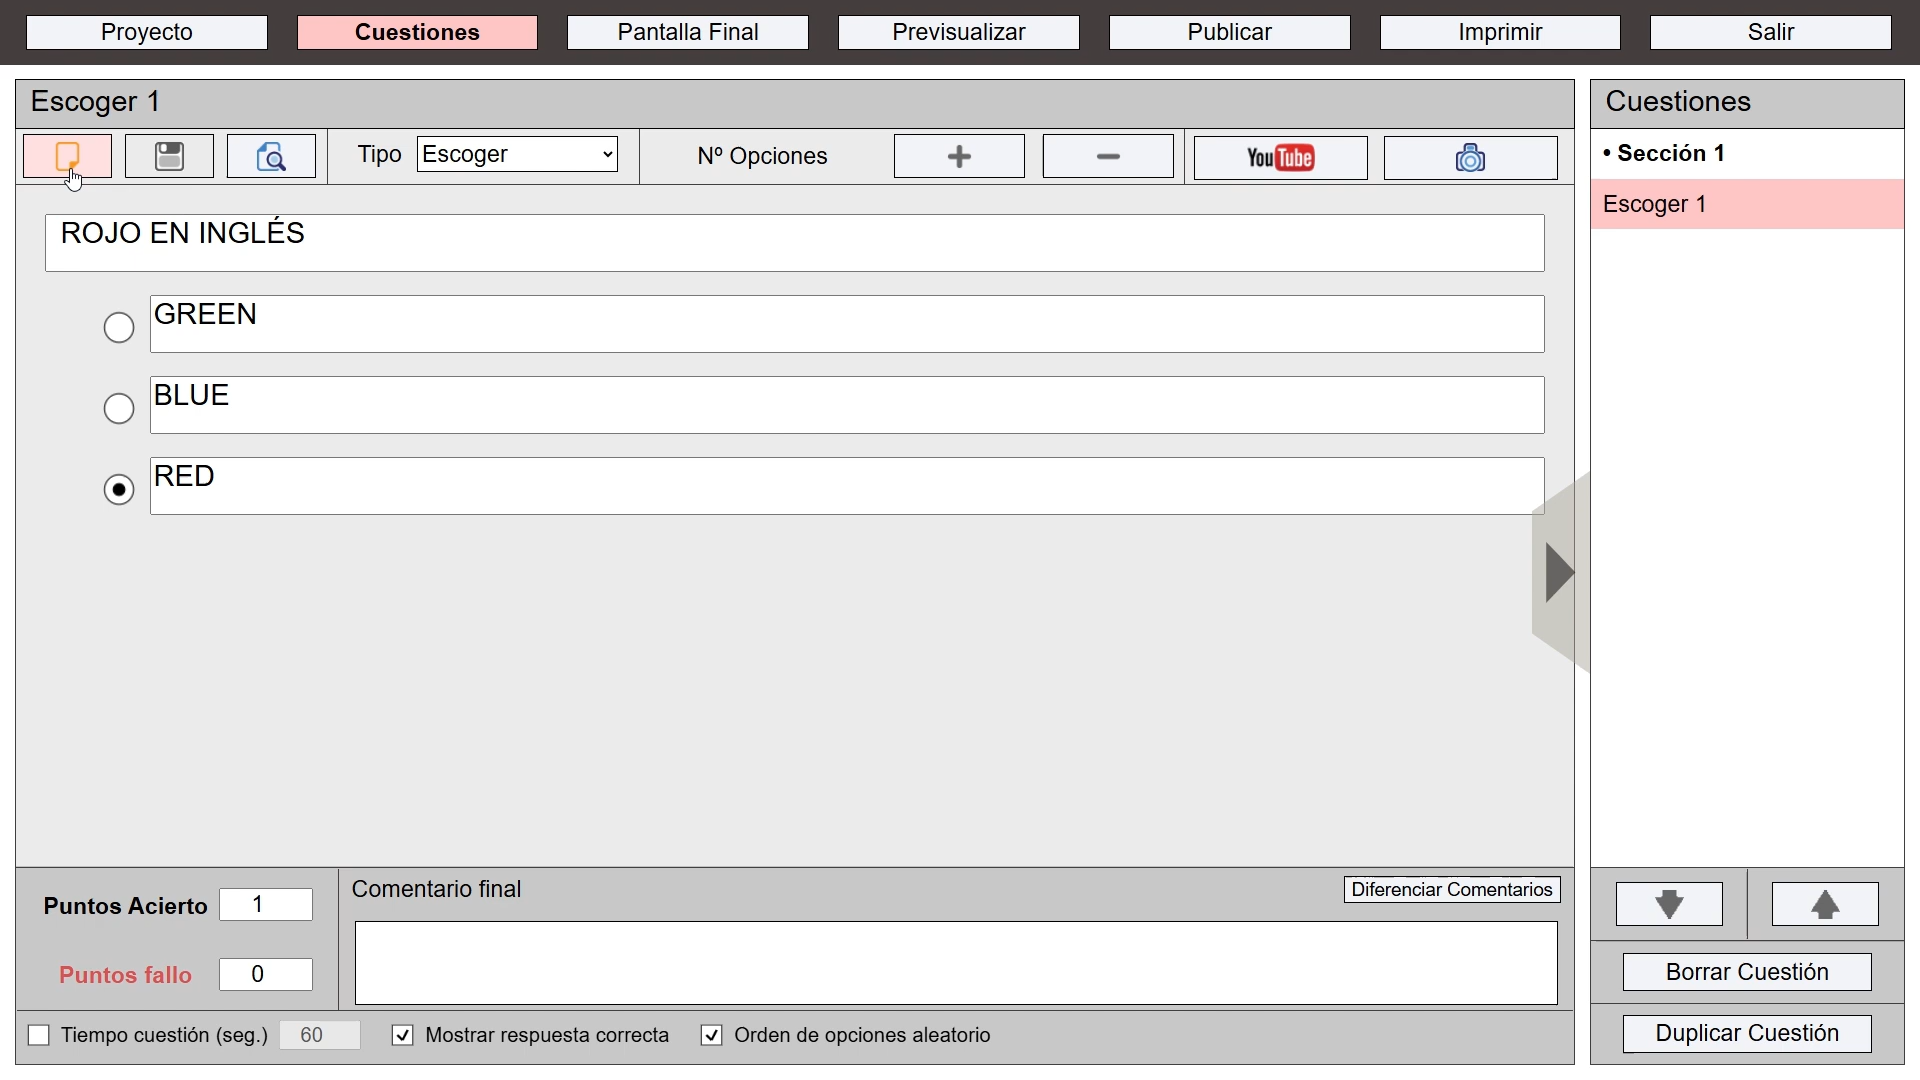 Proyecto
Cuestiones
Pantalla Final
Previsualizar
Publicar
Imprimir
Salir
Escoger 1
Tipo
Escoger
Nº Opciones
YouTube
ROJO EN INGLÉS
GREEN
BLUE
RED
Puntos Acierto
1
Puntos fallo
0
Comentario final
Diferenciar Comentarios
Tiempo cuestión (seg.)
60
Mostrar respuesta correcta
Orden de opciones aleatorio
Cuestiones
• Sección 1
Escoger 1
Borrar Cuestión
Duplicar Cuestión